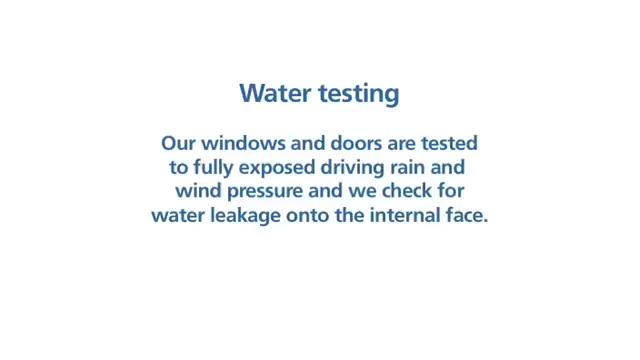 Water testing
Our windows and doors are tested
to fully exposed driving rain and
wind pressure and we check for
water leakage onto the internal face.